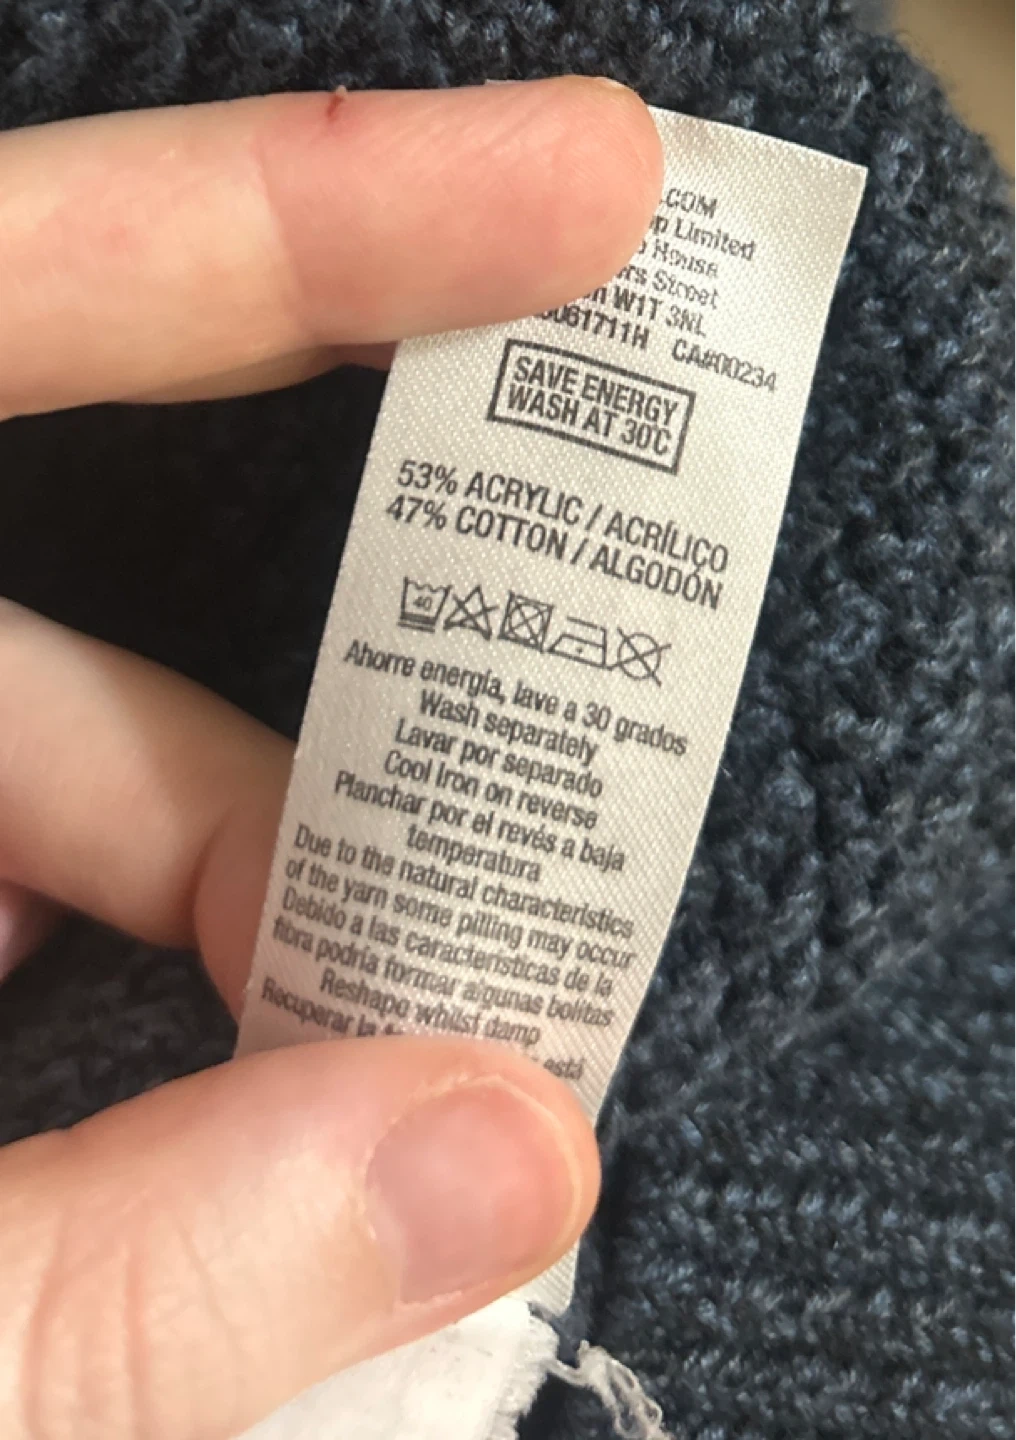 .COM
Limited
House
Street
W1T 3NL
061711H CA#00234
SAVE ENERGY
WASH AT 30°C
53% ACRYLIC / ACRÍLICO
47% COTTON / ALGODÓN
40
Ahorre energía, lave a 30 grados
Wash separately
Lavar por separado
Cool Iron on reverse
Planchar por el revés a baja
temperatura
Due to the natural characteristics
of the yarn some pilling may occur
Debido a las características de la
fibra podría formar algunas bolitas
Reshape whilst damp
Recuperar la está